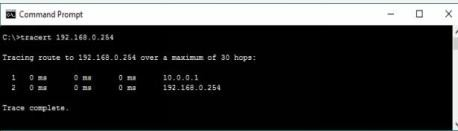 Command Prompt
C:\>tracert 192.168.0.254
Tracing route to 192.168.0.254 over a maximum of 30 hops:
1 0 ms 0 ms 0 ms 10.0.0.1
2 0 ms 0 ms 0 ms 192.168.0.254
Trace complete.